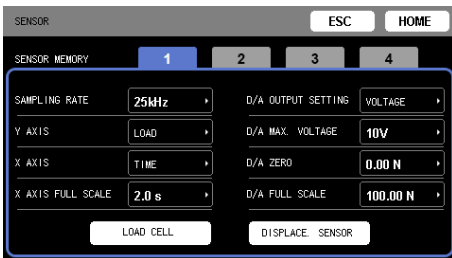 SENSOR ESC HOME
SENSOR MEMORY 1 2 3 4
SAMPLING RATE 25kHz D/A OUTPUT SETTING VOLTAGE
Y AXIS LOAD D/A MAX. VOLTAGE 10V
X AXIS TIME D/A ZERO 0.00 N
X AXIS FULL SCALE 2.0 s D/A FULL SCALE 100.00 N
LOAD CELL DISPLACE. SENSOR